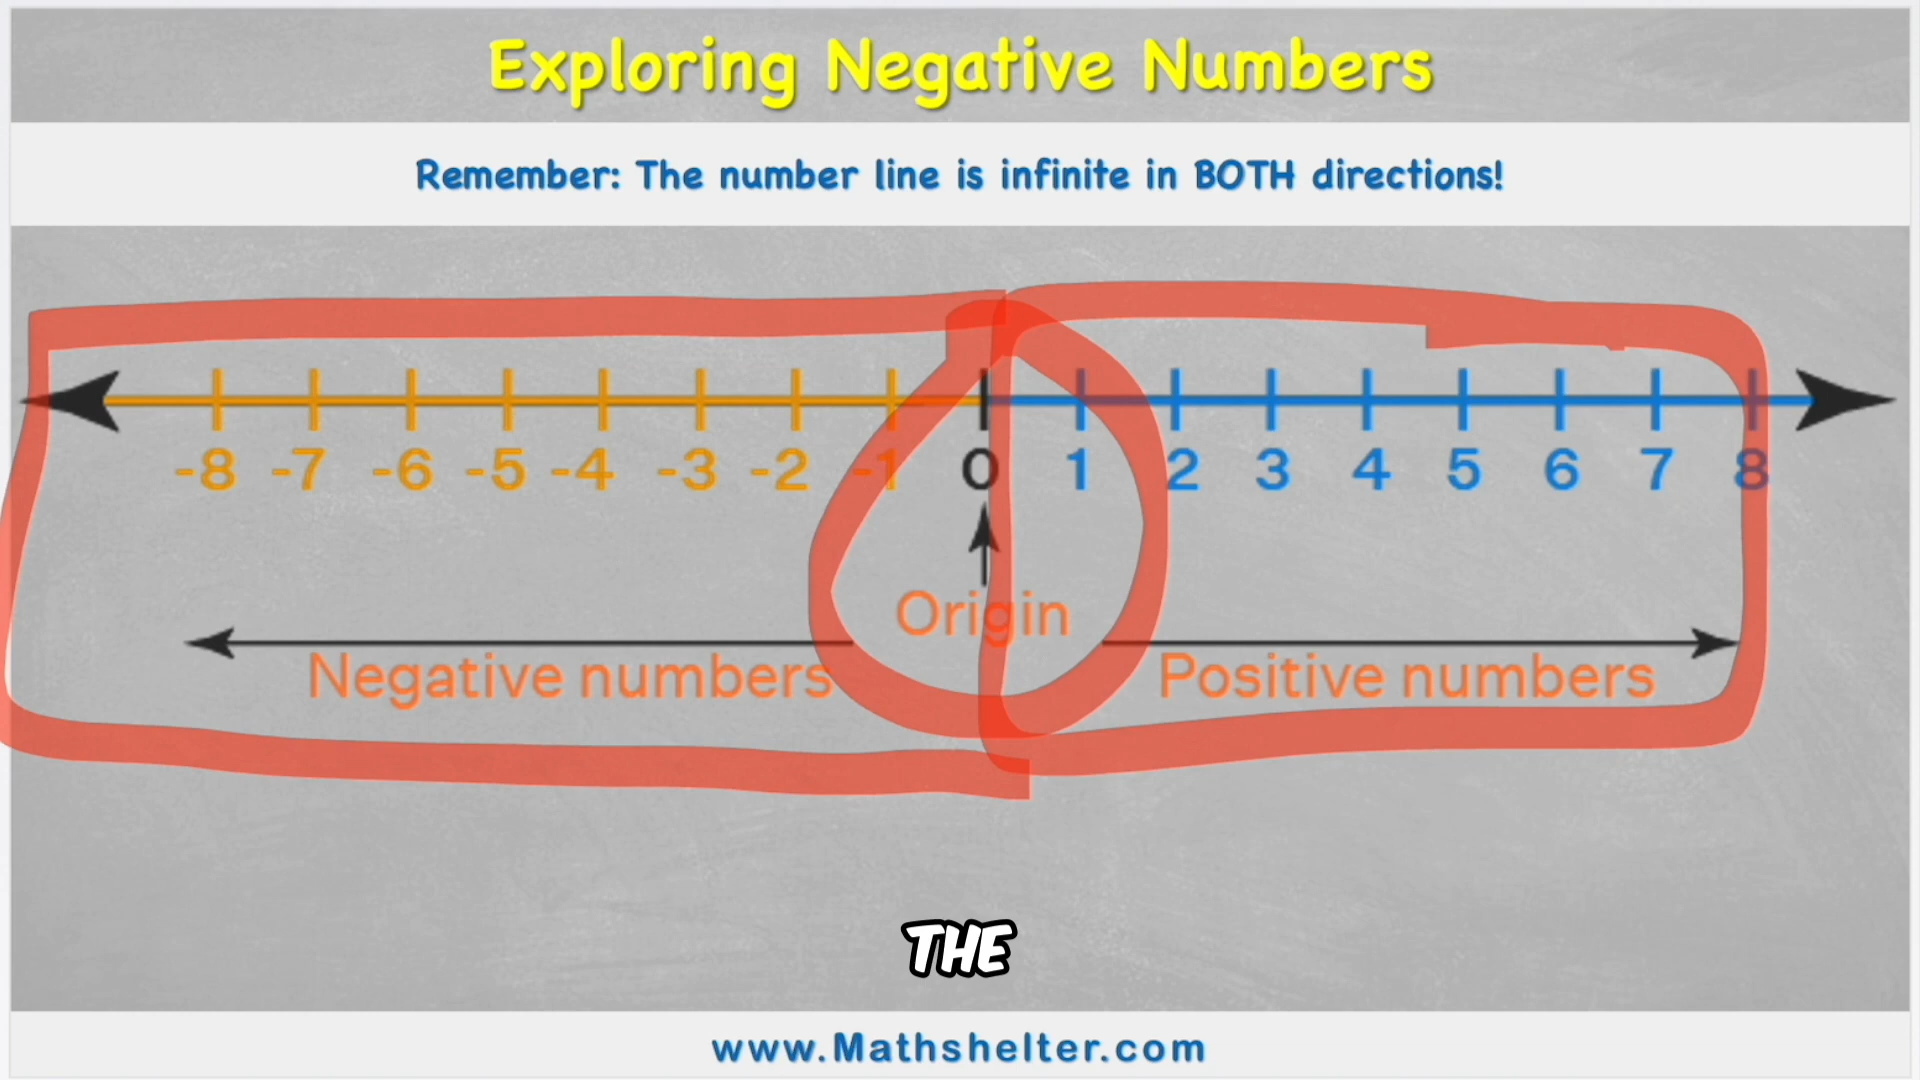 Exploring Negative Numbers
Remember: The number line is infinite in BOTH directions!
-8 -7 -6 -5 -4 -3 -2 -1 0 1 2 3 4 5 6 7 8
Origin
Negative numbers Positive numbers
THE
www.Mathshelter.com